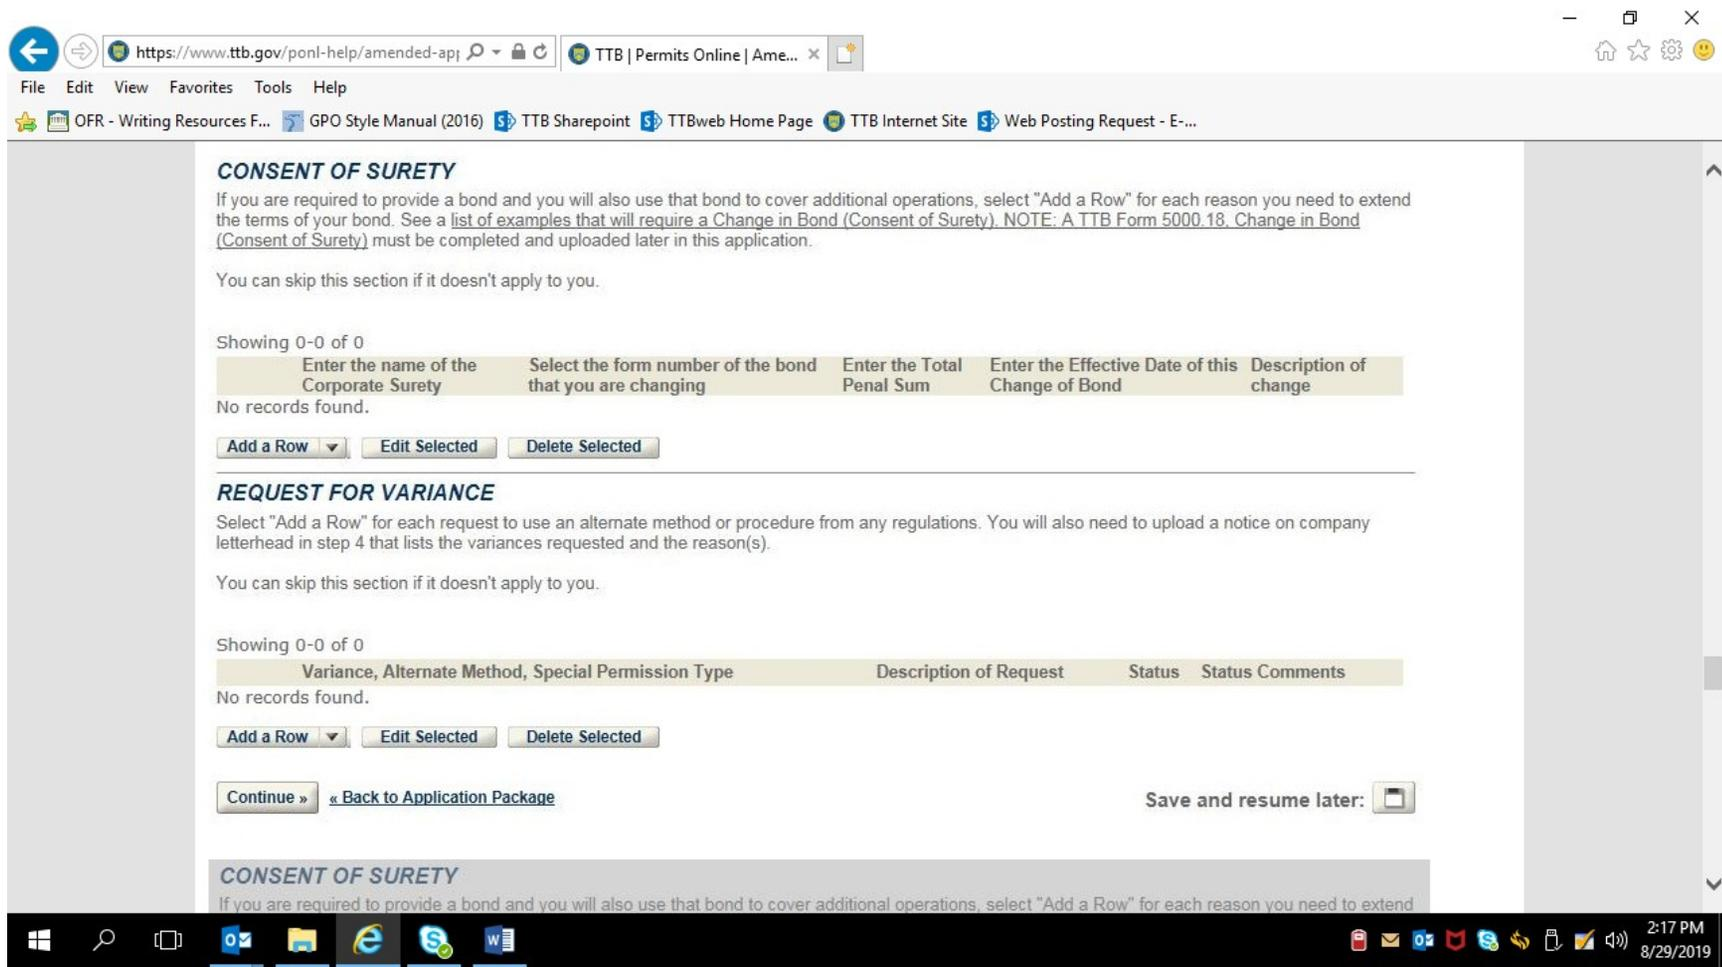 https://www.ttb.gov/ponl-help/amended-app
TTB | Permits Online | Ame...
File Edit View Favorites Tools Help
OFR - Writing Resources F... GPO Style Manual (2016) TTB Sharepoint TTBweb Home Page TTB Internet Site Web Posting Request - E-...
CONSENT OF SURETY
If you are required to provide a bond and you will also use that bond to cover additional operations, select "Add a Row" for each reason you need to extend
the terms of your bond. See a list of examples that will require a Change in Bond (Consent of Surety). NOTE: A TTB Form 5000.18, Change in Bond
(Consent of Surety) must be completed and uploaded later in this application.
You can skip this section if it doesn't apply to you.
Showing 0-0 of 0
Enter the name of the Select the form number of the bond Enter the Total Enter the Effective Date of this Description of
Corporate Surety that you are changing Penal Sum Change of Bond change
No records found.
Add a Row Edit Selected Delete Selected
REQUEST FOR VARIANCE
Select "Add a Row" for each request to use an alternate method or procedure from any regulations. You will also need to upload a notice on company
letterhead in step 4 that lists the variances requested and the reason(s).
You can skip this section if it doesn't apply to you.
Showing 0-0 of 0
Variance, Alternate Method, Special Permission Type Description of Request Status Status Comments
No records found.
Add a Row Edit Selected Delete Selected
Continue » « Back to Application Package Save and resume later:
CONSENT OF SURETY
If you are required to provide a bond and you will also use that bond to cover additional operations, select "Add a Row" for each reason you need to extend
2:17 PM
8/29/2019